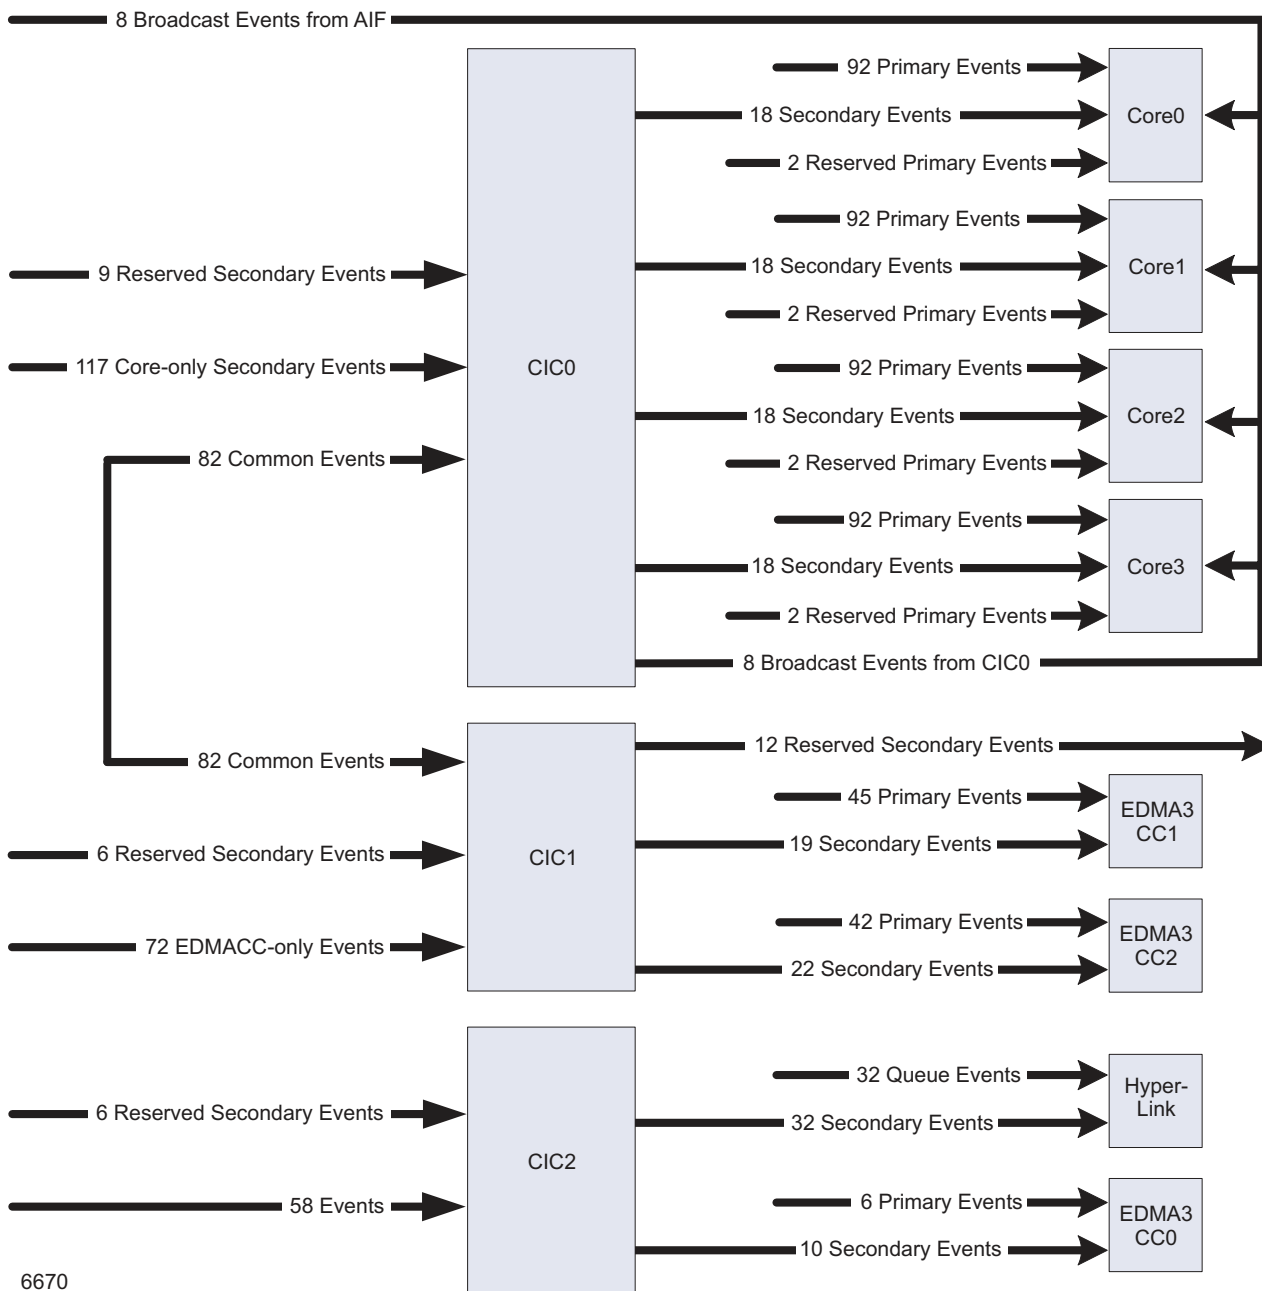 8 Broadcast Events from AIF
92 Primary Events
18 Secondary Events
2 Reserved Primary Events
Core0
92 Primary Events
18 Secondary Events
2 Reserved Primary Events
Core1
9 Reserved Secondary Events
117 Core-only Secondary Events
82 Common Events
CIC0
92 Primary Events
18 Secondary Events
2 Reserved Primary Events
Core2
92 Primary Events
18 Secondary Events
2 Reserved Primary Events
Core3
8 Broadcast Events from CIC0
82 Common Events
6 Reserved Secondary Events
72 EDMACC-only Events
CIC1
12 Reserved Secondary Events
45 Primary Events
19 Secondary Events
EDMA3
CC1
42 Primary Events
22 Secondary Events
EDMA3
CC2
6 Reserved Secondary Events
58 Events
CIC2
32 Queue Events
32 Secondary Events
Hyper-
Link
6 Primary Events
10 Secondary Events
EDMA3
CC0
6670